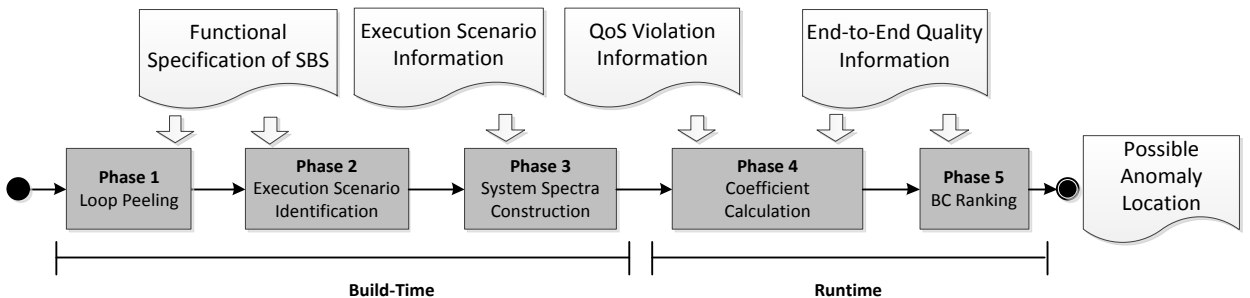 Functional
Specification of SBS
Execution Scenario
Information
QoS Violation
Information
End-to-End Quality
Information
Phase 1
Loop Peeling
Phase 2
Execution Scenario
Identification
Phase 3
System Spectra
Construction
Phase 4
Coefficient
Calculation
Phase 5
BC Ranking
Possible
Anomaly
Location
Build-Time
Runtime